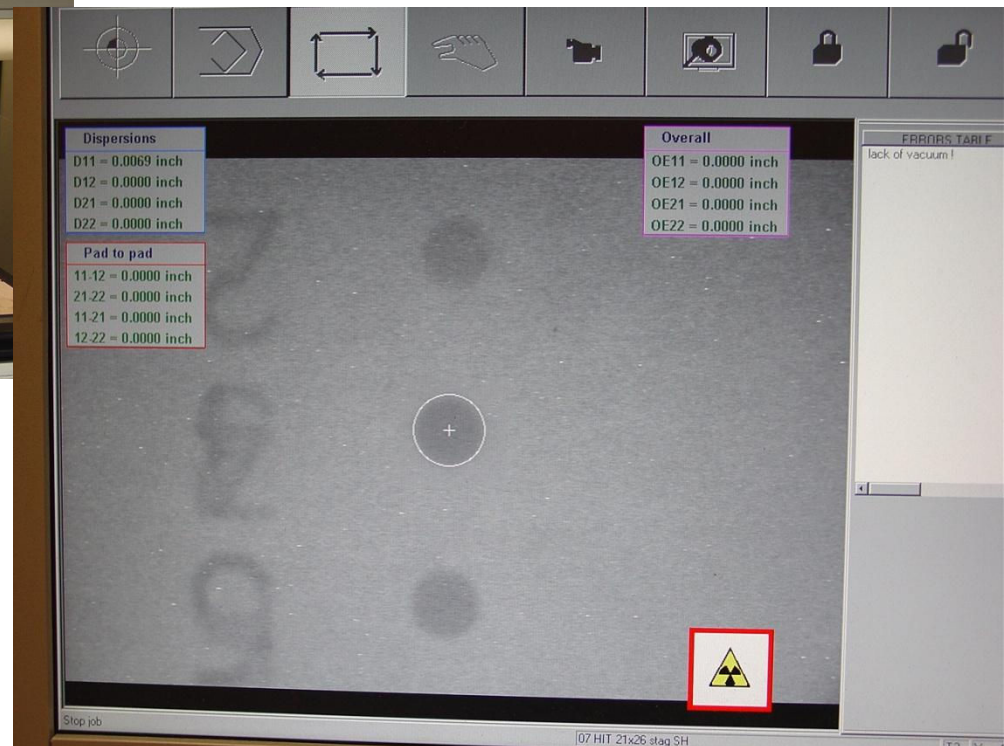 Dispersions
D11 = 0.0069 inch
D12 = 0.0000 inch
D21 = 0.0000 inch
D22 = 0.0000 inch
Pad to pad
11-12 = 0.0000 inch
21-22 = 0.0000 inch
11-21 = 0.0000 inch
12-22 = 0.0000 inch
Overall
OE11 = 0.0000 inch
OE12 = 0.0000 inch
OE21 = 0.0000 inch
OE22 = 0.0000 inch
ERRORS TABLE
lack of vacuum !
Stop job
07 HIT 21x26 stag SH